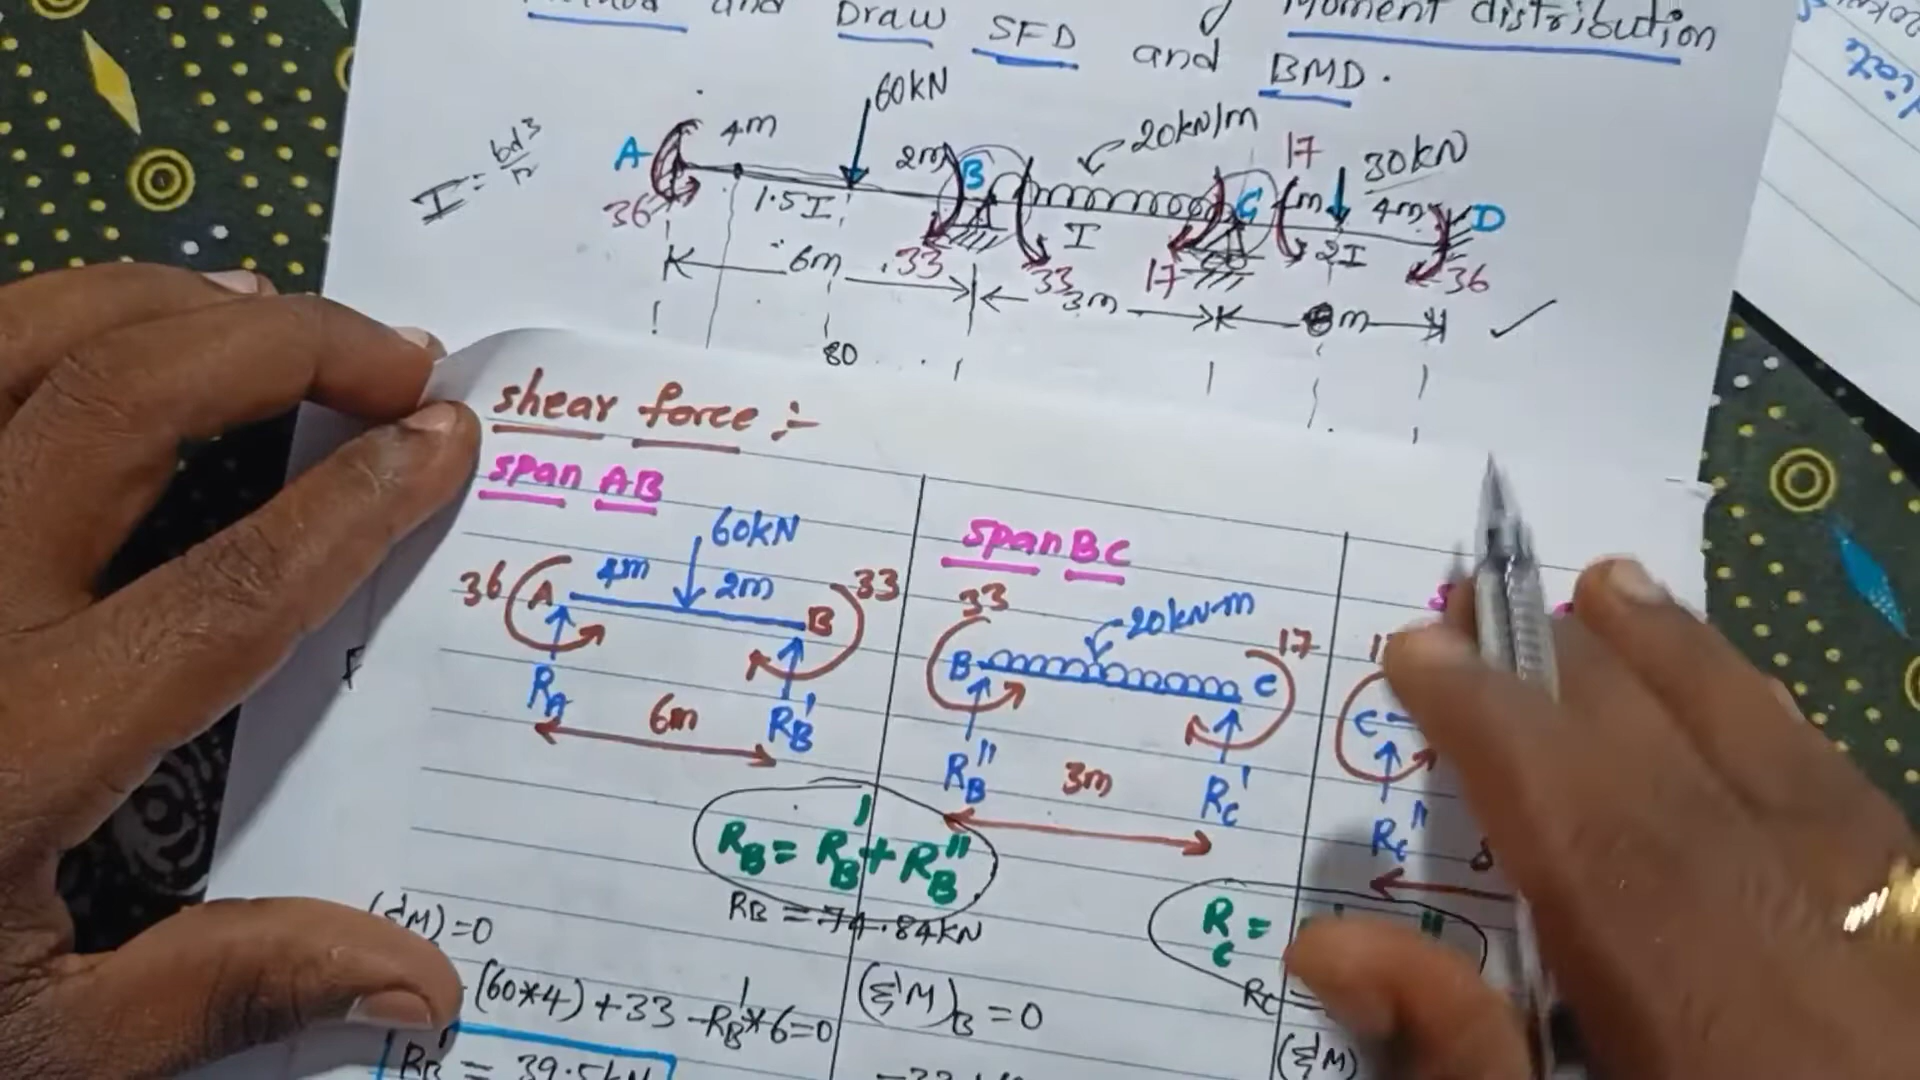 and Draw SFD Moment distribution
and BMD.
I = bd³/12
A 4m 60kN 2m B 20kN/m C 17 m 30kN 4m D
36 1.5I 33 33 I 17 2I 36
6m 3m m
80
shear force :-
span AB
span BC
36 A 4m 60kN 2m B 33
33 B 20kN-m C 17
C
RA 6m RB'
RB'' 3m RC'
RC''
RB = RB' + RB''
RB = 74.84kN
R C =
RC =
(ΣM)=0
(60*4)+33 -RB'*6=0
RB' = 39.5kN
(ΣM)B =0
(ΣM)